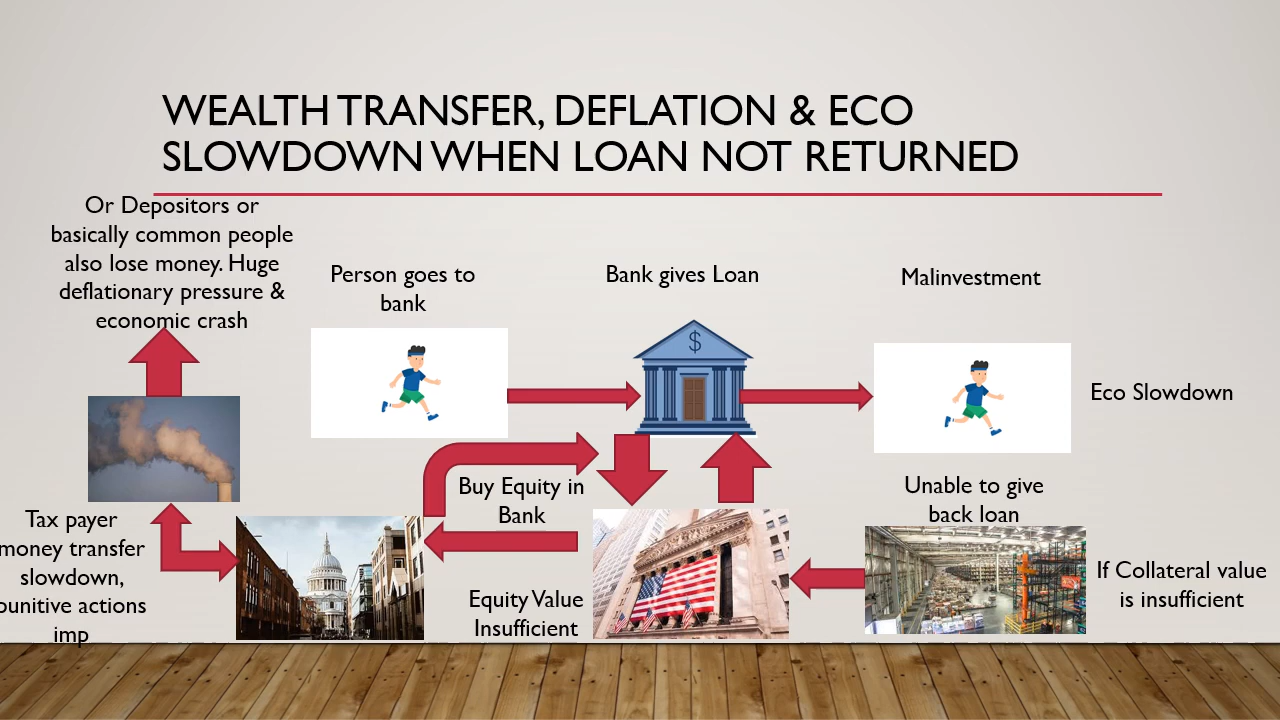 WEALTH TRANSFER, DEFLATION & ECO
SLOWDOWN WHEN LOAN NOT RETURNED
Or Depositors or
basically common people
also lose money. Huge
deflationary pressure &
economic crash
Person goes to
bank
Bank gives Loan
Malinvestment
$
Eco Slowdown
Buy Equity in
Bank
Unable to give
back loan
Tax payer
money transfer
slowdown,
punitive actions
imp
Equity Value
Insufficient
If Collateral value
is insufficient